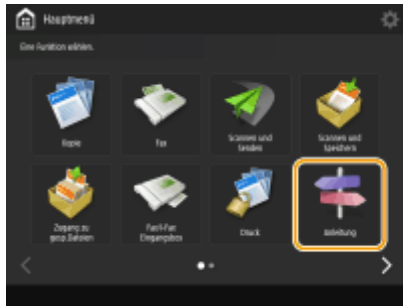 Hauptmenü
Eine Funktion wählen.
Kopie
Fax
Scannen und
Senden
Scannen und
Speichern
Zugang zu
gesp.Dateien
Fax/I-Fax
Eingangsbox
Druck
Anleitung